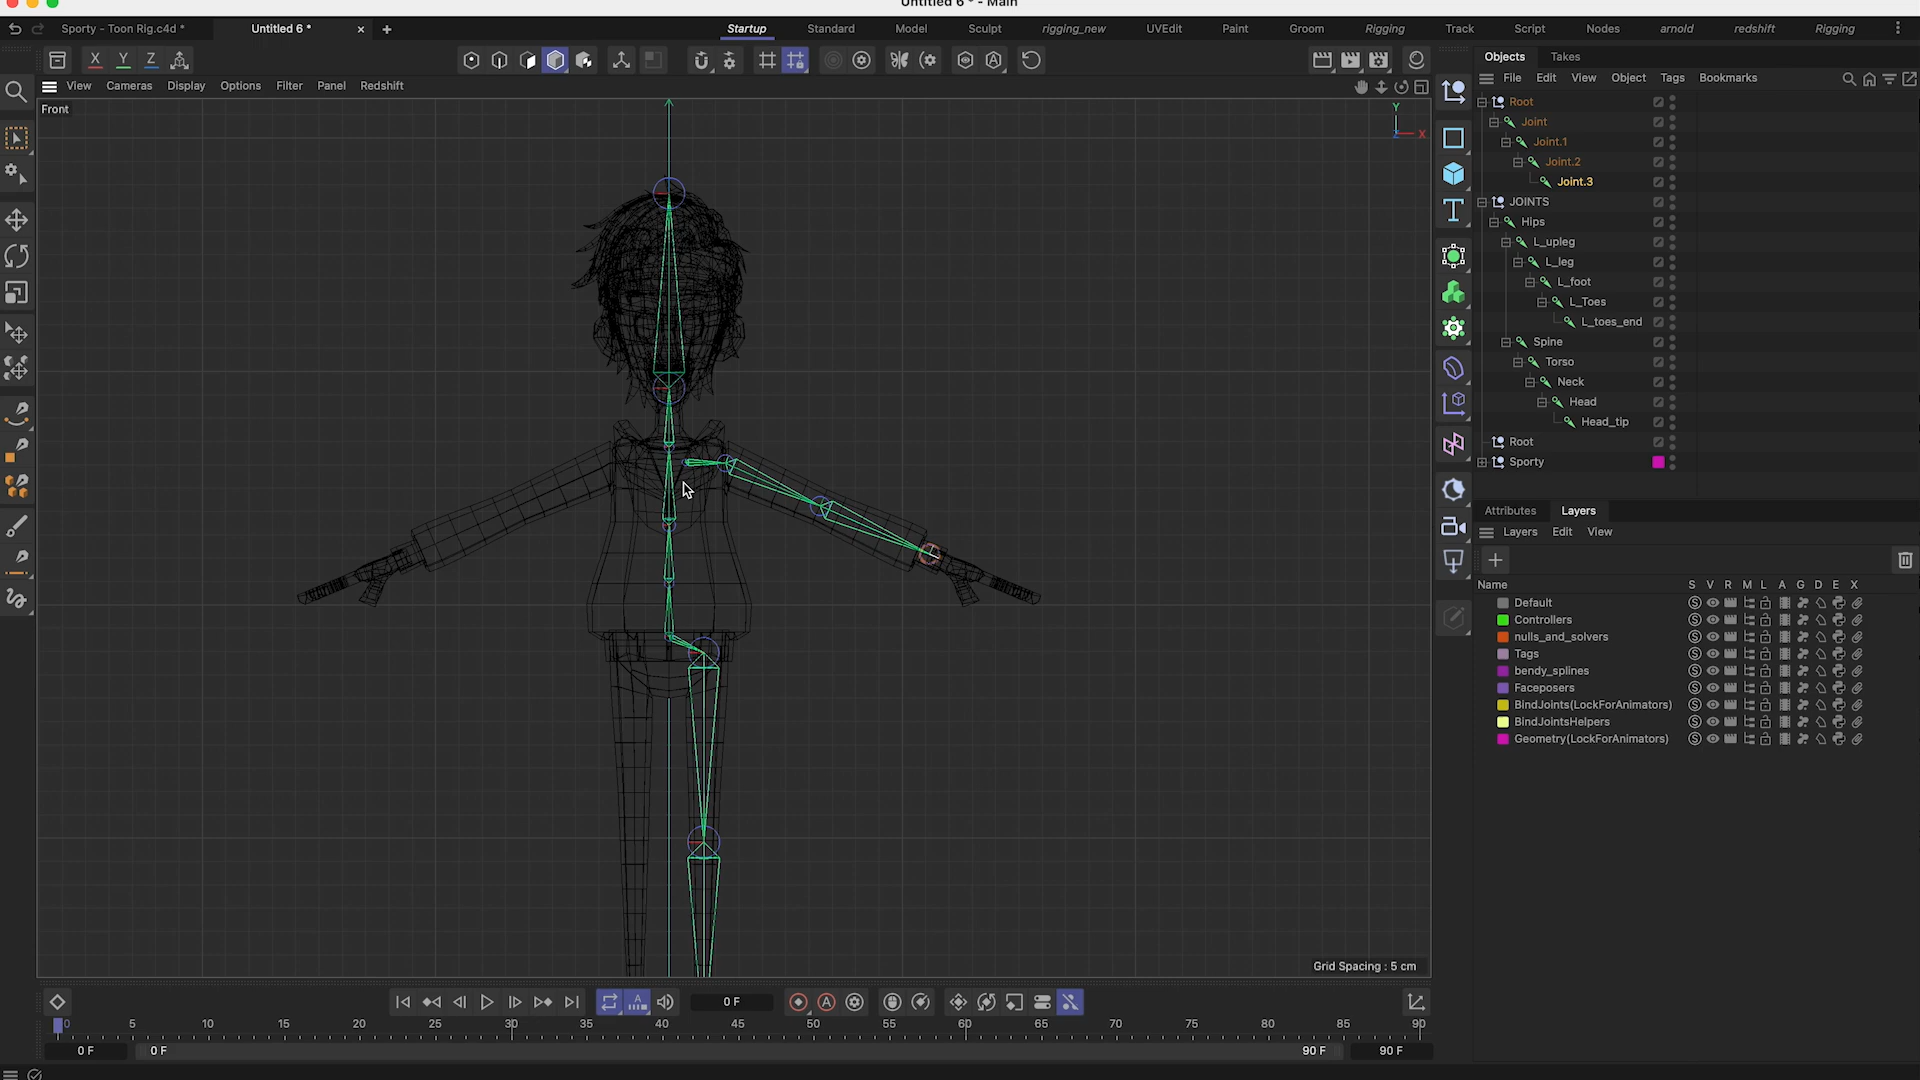 Untitled 6 * - Main
Sporty - Toon Rig.c4d *
Untitled 6 *
Startup
Standard
Model
Sculpt
rigging_new
UVEdit
Paint
Groom
Rigging
Track
Script
Nodes
arnold
redshift
Rigging
X
Y
Z
Objects
Takes
View
Cameras
Display
Options
Filter
Panel
Redshift
File
Edit
View
Object
Tags
Bookmarks
Front
Y
X
Z
Root
Joint
Joint.1
Joint.2
Joint.3
JOINTS
Hips
L_upleg
L_leg
L_foot
L_Toes
L_toes_end
Spine
Torso
Neck
Head
Head_tip
Root
Sporty
Attributes
Layers
Layers
Edit
View
Name
S V R M L A G D E X
Default
Controllers
nulls_and_solvers
Tags
bendy_splines
Faceposers
BindJoints(LockForAnimators)
BindJointsHelpers
Geometry(LockForAnimators)
Grid Spacing : 5 cm
0 F
0 5 10 15 20 25 30 35 40 45 50 55 60 65 70 75 80 85 90
0 F
0 F
90 F
90 F